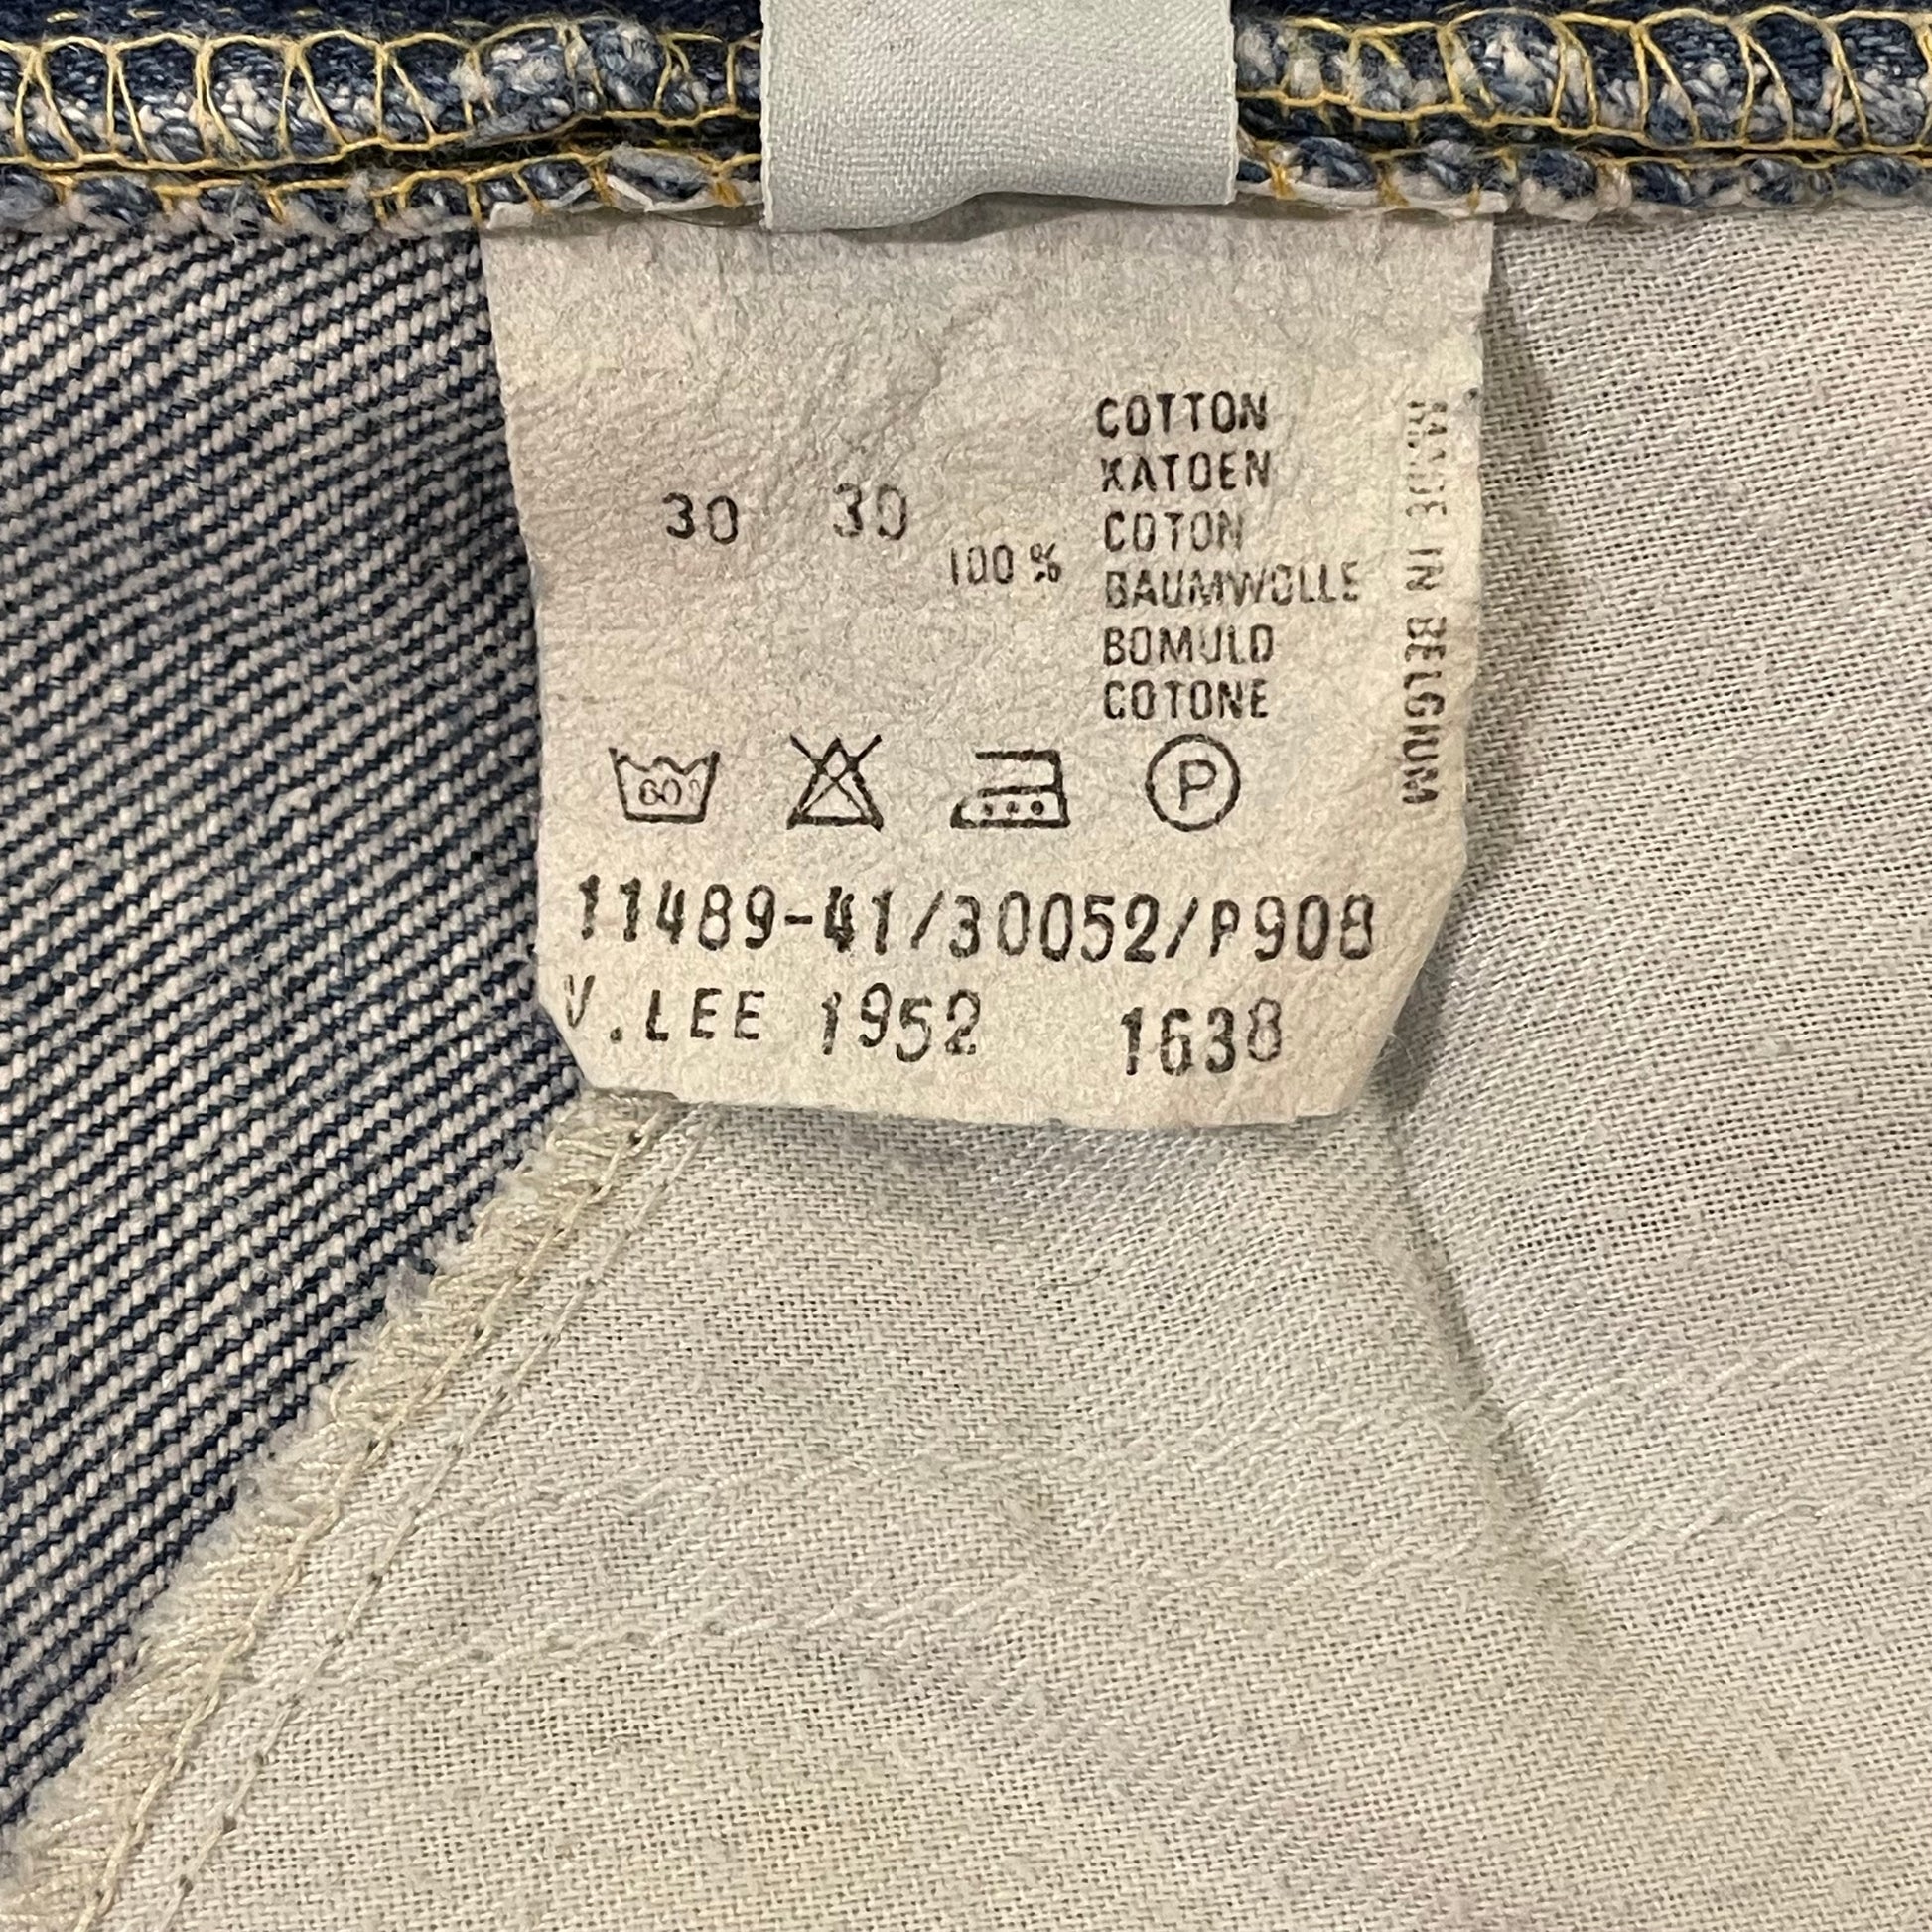 30 30
100 %
COTTON
KATOEN
COTON
BAUMWOLLE
BOMULD
COTONE
MADE IN BELGIUM
60°
P
11489-41/30052/P908
V.LEE 1952 1638